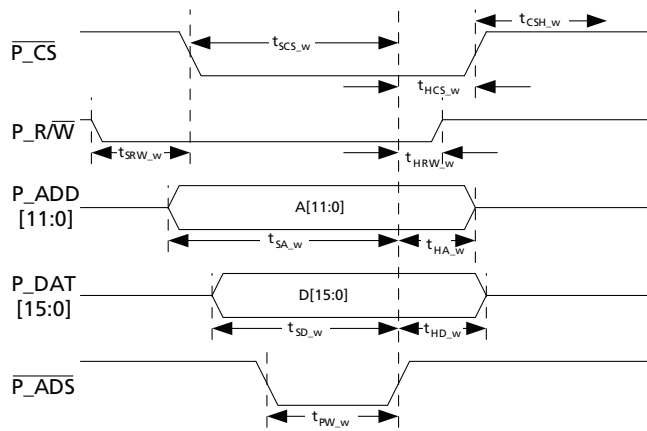 t_CSH_w
P_CS
t_SCS_w
t_HCS_w
P_R/W
t_SRW_w
t_HRW_w
P_ADD
[11:0]
A[11:0]
t_SA_w
t_HA_w
P_DAT
[15:0]
D[15:0]
t_SD_w
t_HD_w
P_ADS
t_PW_w